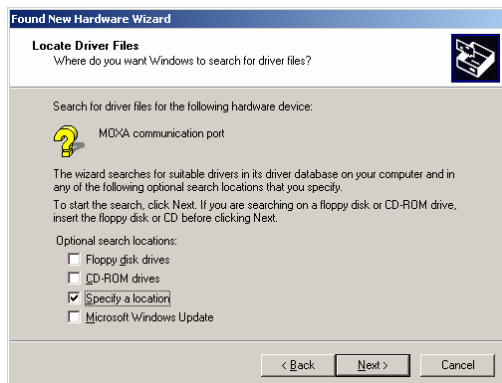 Found New Hardware Wizard
Locate Driver Files
Where do you want Windows to search for driver files?
Search for driver files for the following hardware device:
MOXA communication port
The wizard searches for suitable drivers in its driver database on your computer and in
any of the following optional search locations that you specify.
To start the search, click Next. If you are searching on a floppy disk or CD-ROM drive,
insert the floppy disk or CD before clicking Next.
Optional search locations:
Floppy disk drives
CD-ROM drives
Specify a location
Microsoft Windows Update
< Back Next > Cancel